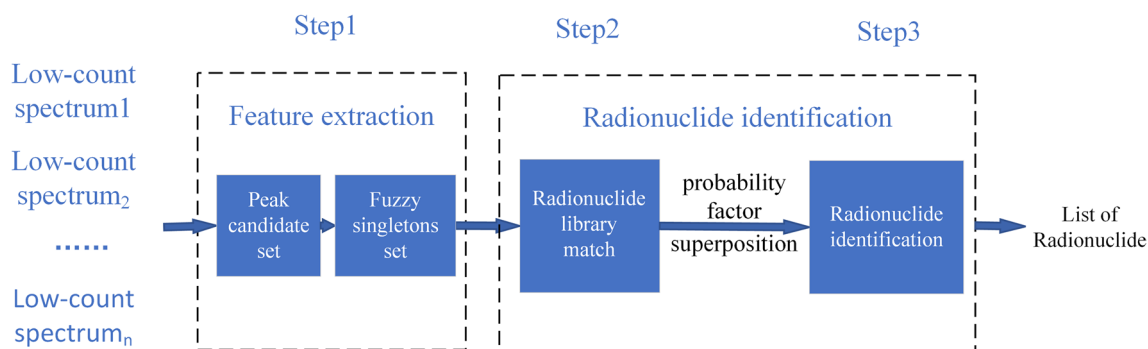 Step1
Step2
Step3
Low-count
spectrum1
Low-count
spectrum2
......
Low-count
spectrumn
Feature extraction
Peak
candidate
set
Fuzzy
singletons
set
Radionuclide identification
Radionuclide
library
match
probability
factor
superposition
Radionuclide
identification
List of
Radionuclide